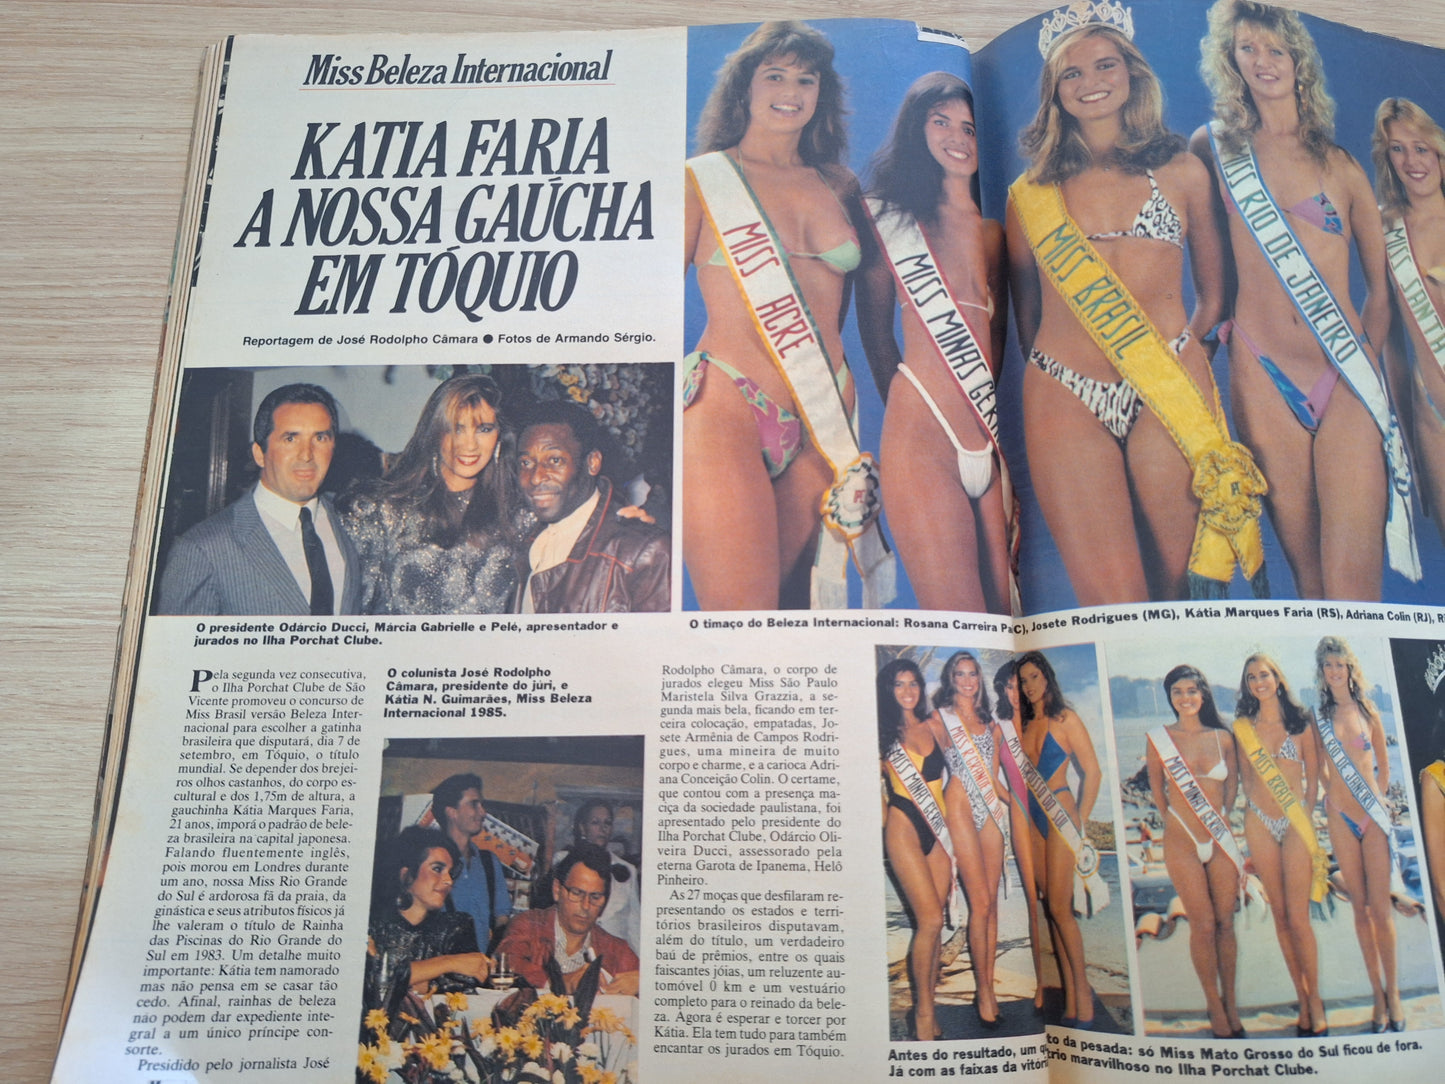 Miss Beleza Internacional
KATIA FARIA
A NOSSA GAÚCHA
EM TÓQUIO
Reportagem de José Rodolpho Câmara ● Fotos de Armando Sérgio.
O presidente Odárcio Ducci, Márcia Gabrielle e Pelé, apresentador e
jurados no Ilha Porchat Clube.
Pela segunda vez consecutiva,
o Ilha Porchat Clube de São
Vicente promoveu o concurso de
Miss Brasil versão Beleza Inter-
nacional para escolher a gatinha
brasileira que disputará, dia 7 de
setembro, em Tóquio, o título
mundial. Se depender dos brejei-
ros olhos castanhos, do corpo es-
cultural e dos 1,75m de altura, a
gauchinha Kátia Marques Faria,
21 anos, imporá o padrão de bele-
za brasileira na capital japonesa.
Falando fluentemente inglês,
pois morou em Londres durante
um ano, nossa Miss Rio Grande
do Sul é ardorosa fã da praia, da
ginástica e seus atributos físicos já
lhe valeram o título de Rainha
das Piscinas do Rio Grande do
Sul em 1983. Um detalhe muito
importante: Kátia tem namorado
mas não pensa em se casar tão
cedo. Afinal, rainhas de beleza
não podem dar expediente inte-
gral a um único príncipe con-
sorte.
Presidido pelo jornalista José
O colunista José Rodolpho
Câmara, presidente do júri, e
Kátia N. Guimarães, Miss Beleza
Internacional 1985.
Rodolpho Câmara, o corpo de
jurados elegeu Miss São Paulo
Maristela Silva Grazzia, a se-
gunda mais bela, ficando em ter-
ceira colocação, empatadas, Jo-
sete Armênia de Campos Rodri-
gues, uma mineira de muito
corpo e charme, e a carioca Adri-
ana Conceição Colin. O certame,
que contou com a presença ma-
ciça da sociedade paulistana, foi
apresentado pelo presidente do
Ilha Porchat Clube, Odárcio Oli-
veira Ducci, assessorado pela
eterna Garota de Ipanema, Helô
Pinheiro.
As 27 moças que desfilaram re-
presentando os estados e terri-
tórios brasileiros disputavam,
além do título, um verdadeiro
baú de prêmios, entre os quais
faiscantes jóias, um reluzente au-
tomóvel 0 km e um vestuário
completo para o reinado da bele-
za. Agora é esperar e torcer por
Kátia. Ela tem tudo para também
encantar os jurados em Tóquio.
MISS ACRE
MISS MINAS GER
MISS BRASIL
MISS RIO DE JANEIRO
MISS SANTA
O timaço do Beleza Internacional: Rosana Carreira C), Josete Rodrigues (MG), Kátia Marques Faria (RS), Adriana Colin (RJ),
MISS MINAS GERAIS
DO SUL
MISS MINAS GERAIS
MISS BRASIL
MISS RIO DE JANEIRO
Antes do resultado, um to da pesada: só Miss Mato Grosso do Sul ficou de fora.
Já com as faixas da vitór trio maravilhoso no Ilha Porchat Clube.